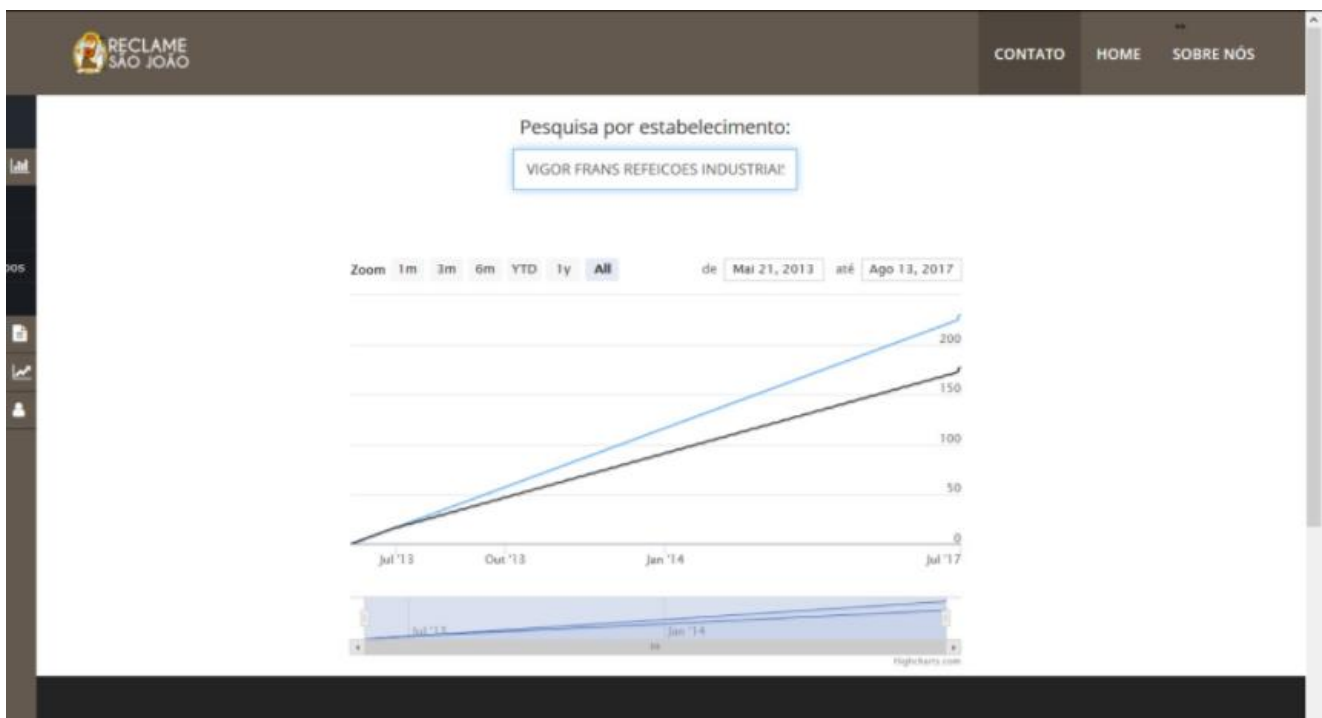 RECLAME
SÃO JOÃO
CONTATO HOME SOBRE NÓS
Pesquisa por estabelecimento:
VIGOR FRANS REFEICOES INDUSTRIAI
Zoom 1m 3m 6m YTD 1y All de Mai 21, 2013 até Ago 13, 2017
200
150
100
50
0
Jul '13 Out '13 Jan '14 Jul '17
Jul '13 Jan '14
Highcharts.com